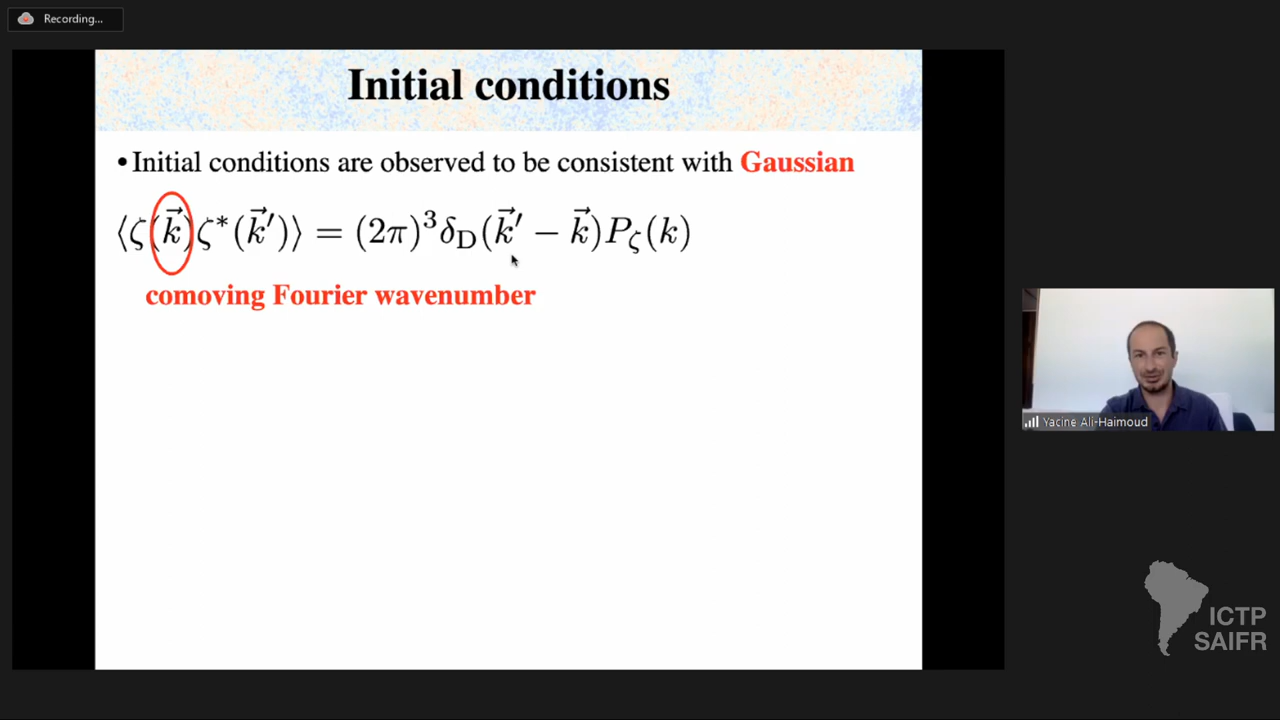 Recording...
Initial conditions
• Initial conditions are observed to be consistent with Gaussian
⟨ζ(k⃗)ζ*(k⃗′)⟩ = (2π)³δ_D(k⃗′ − k⃗)P_ζ(k)
comoving Fourier wavenumber
Yacine Ali-Haimoud
ICTP
SAIFR